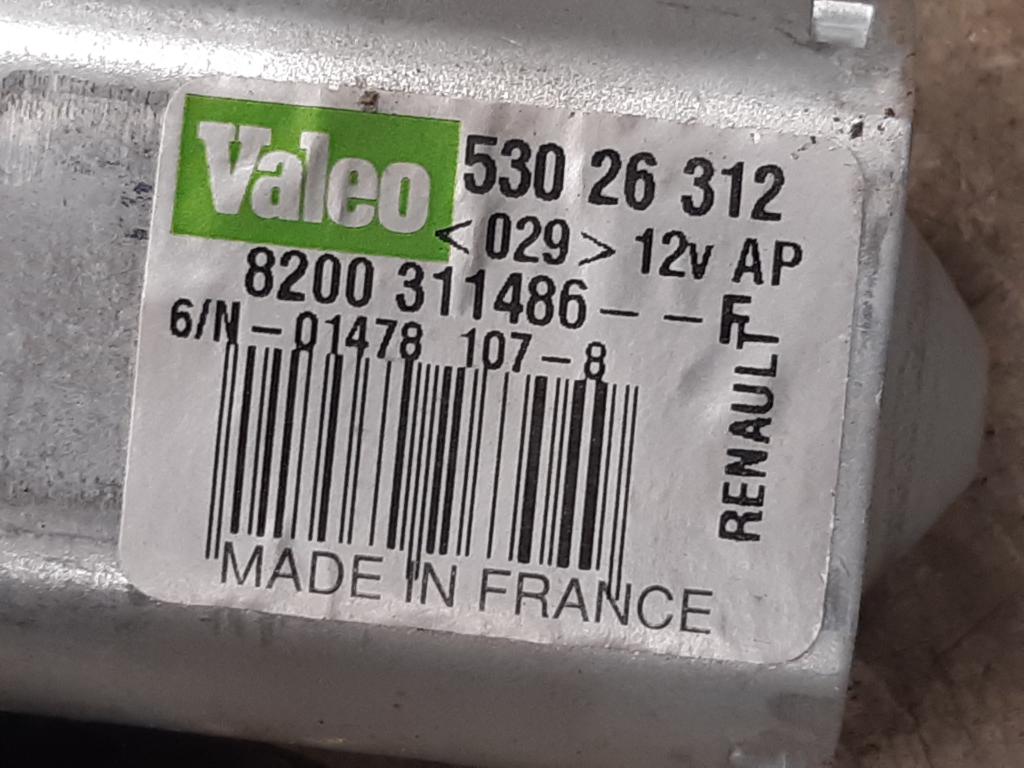 Valeo 530 26 312
<029> 12v AP
8200 311486--F
6/N-01478 107-8
RENAULT
MADE IN FRANCE